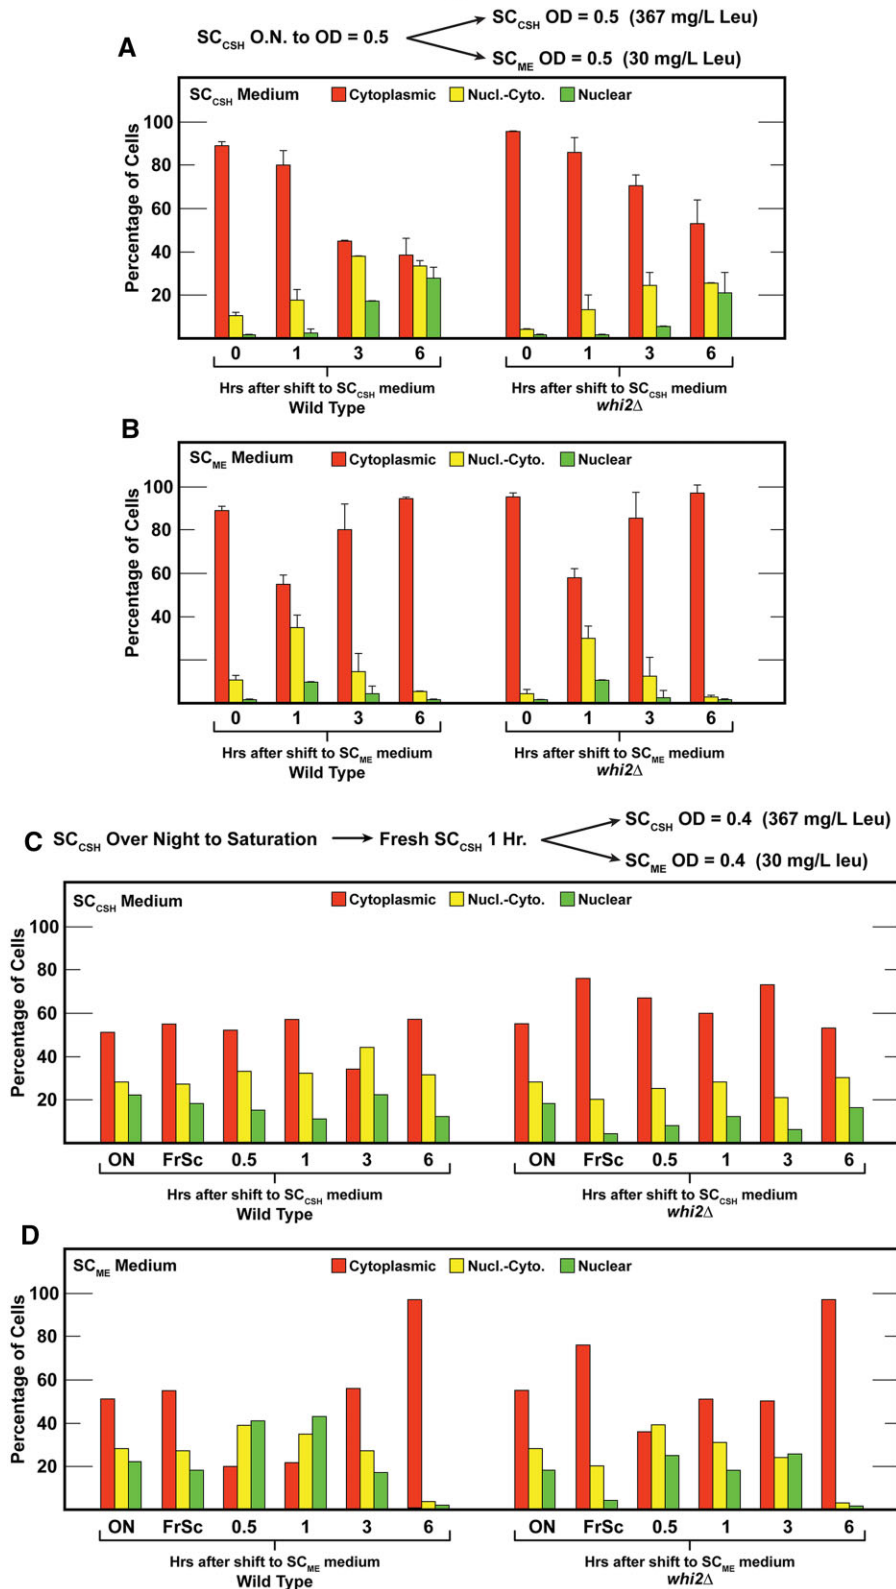 A
SC_CSH O.N. to OD = 0.5
SC_CSH OD = 0.5 (367 mg/L Leu)
SC_ME OD = 0.5 (30 mg/L Leu)
SC_CSH Medium Cytoplasmic Nucl.-Cyto. Nuclear
Percentage of Cells
100
80
60
40
20
0 1 3 6 0 1 3 6
Hrs after shift to SC_CSH medium Hrs after shift to SC_CSH medium
Wild Type whi2Δ
B
SC_ME Medium Cytoplasmic Nucl.-Cyto. Nuclear
Percentage of Cells
100
80
60
40
0 1 3 6 0 1 3 6
Hrs after shift to SC_ME medium Hrs after shift to SC_ME medium
Wild Type whi2Δ
C
SC_CSH Over Night to Saturation Fresh SC_CSH 1 Hr.
SC_CSH OD = 0.4 (367 mg/L Leu)
SC_ME OD = 0.4 (30 mg/L leu)
SC_CSH Medium Cytoplasmic Nucl.-Cyto. Nuclear
Percentage of Cells
100
80
60
40
20
ON FrSc 0.5 1 3 6 ON FrSc 0.5 1 3 6
Hrs after shift to SC_CSH medium Hrs after shift to SC_CSH medium
Wild Type whi2Δ
D
SC_ME Medium Cytoplasmic Nucl.-Cyto. Nuclear
Percentage of Cells
100
80
60
40
20
ON FrSc 0.5 1 3 6 ON FrSc 0.5 1 3 6
Hrs after shift to SC_ME medium Hrs after shift to SC_ME medium
Wild Type whi2Δ